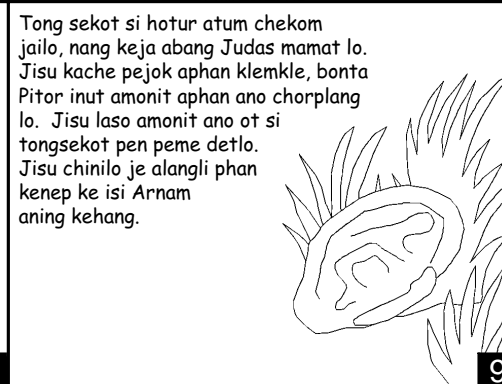 Tong sekot si hotur atum chekom
jailo, nang keja abang Judas mamat lo.
Jisu kache pejok aphan klemkle, bonta
Pitor inut amonit aphan ano chorplang
lo. Jisu laso amonit ano ot si
tongsekot pen peme detlo.
Jisu chinilo je alangli phan
kenep ke isi Arnam
aning kehang.
9